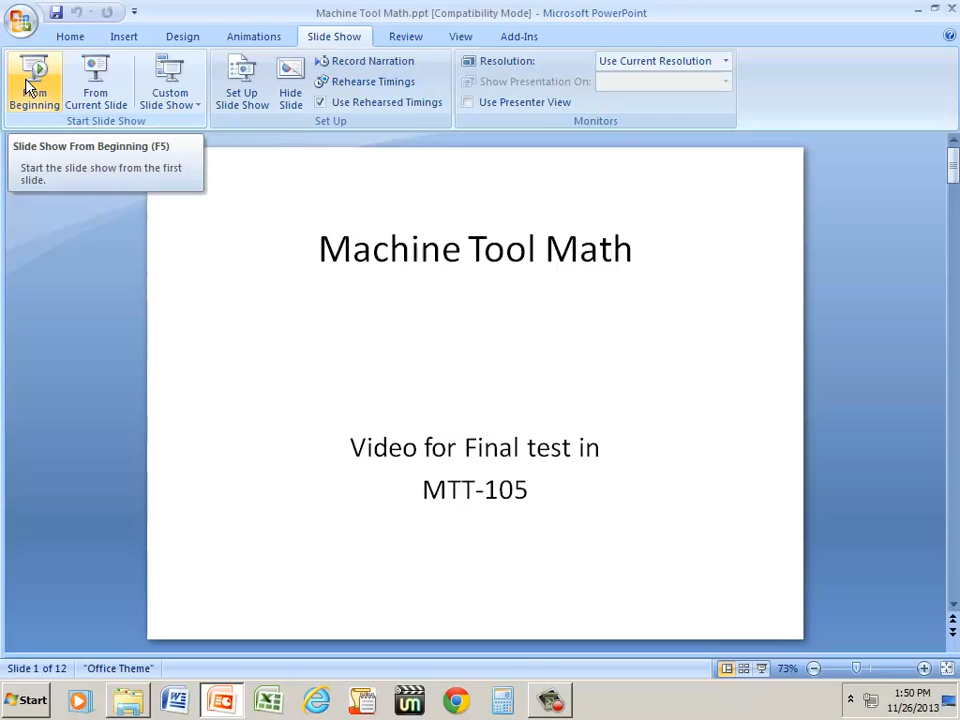 Machine Tool Math.ppt [Compatibility Mode] - Microsoft PowerPoint
Home Insert Design Animations Slide Show Review View Add-Ins
From Beginning
From Current Slide
Custom Slide Show
Start Slide Show
Set Up Slide Show
Hide Slide
Record Narration
Rehearse Timings
Use Rehearsed Timings
Set Up
Resolution: Use Current Resolution
Show Presentation On:
Use Presenter View
Monitors
Slide Show From Beginning (F5)
Start the slide show from the first
slide.
Machine Tool Math
Video for Final test in
MTT-105
Slide 1 of 12 "Office Theme" 73%
Start
um
1:50 PM
11/26/2013